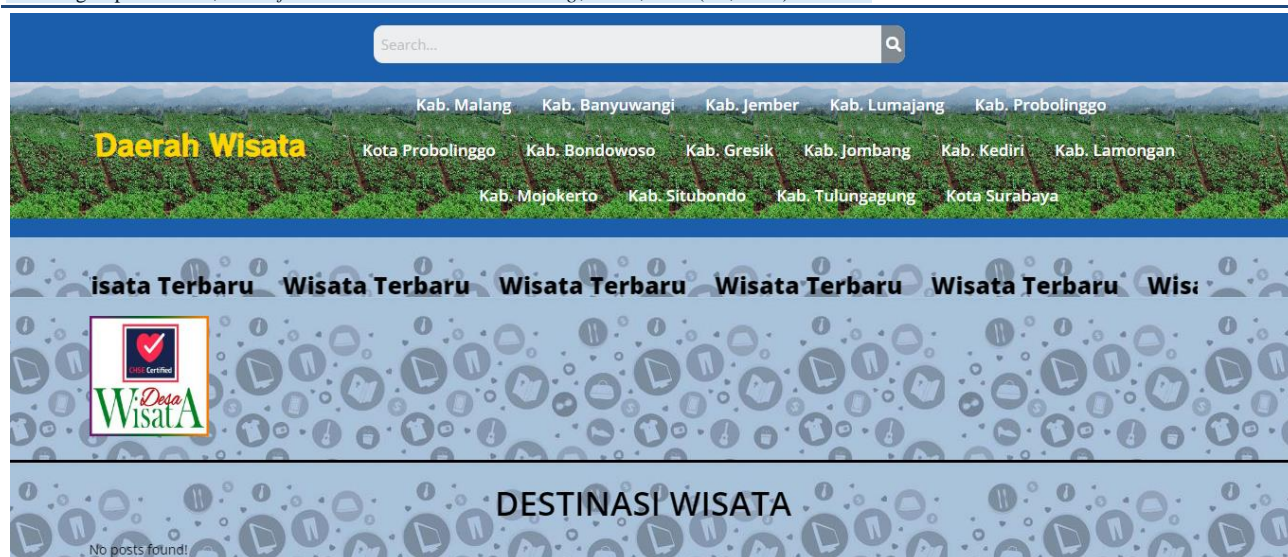 Search...
Kab. Malang Kab. Banyuwangi Kab. Jember Kab. Lumajang Kab. Probolinggo
Daerah Wisata
Kota Probolinggo Kab. Bondowoso Kab. Gresik Kab. Jombang Kab. Kediri Kab. Lamongan
Kab. Mojokerto Kab. Situbondo Kab. Tulungagung Kota Surabaya
isata Terbaru Wisata Terbaru Wisata Terbaru Wisata Terbaru Wisata Terbaru Wisa
CHSE Certified
Desa
WisatA
DESTINASI WISATA
No posts found!